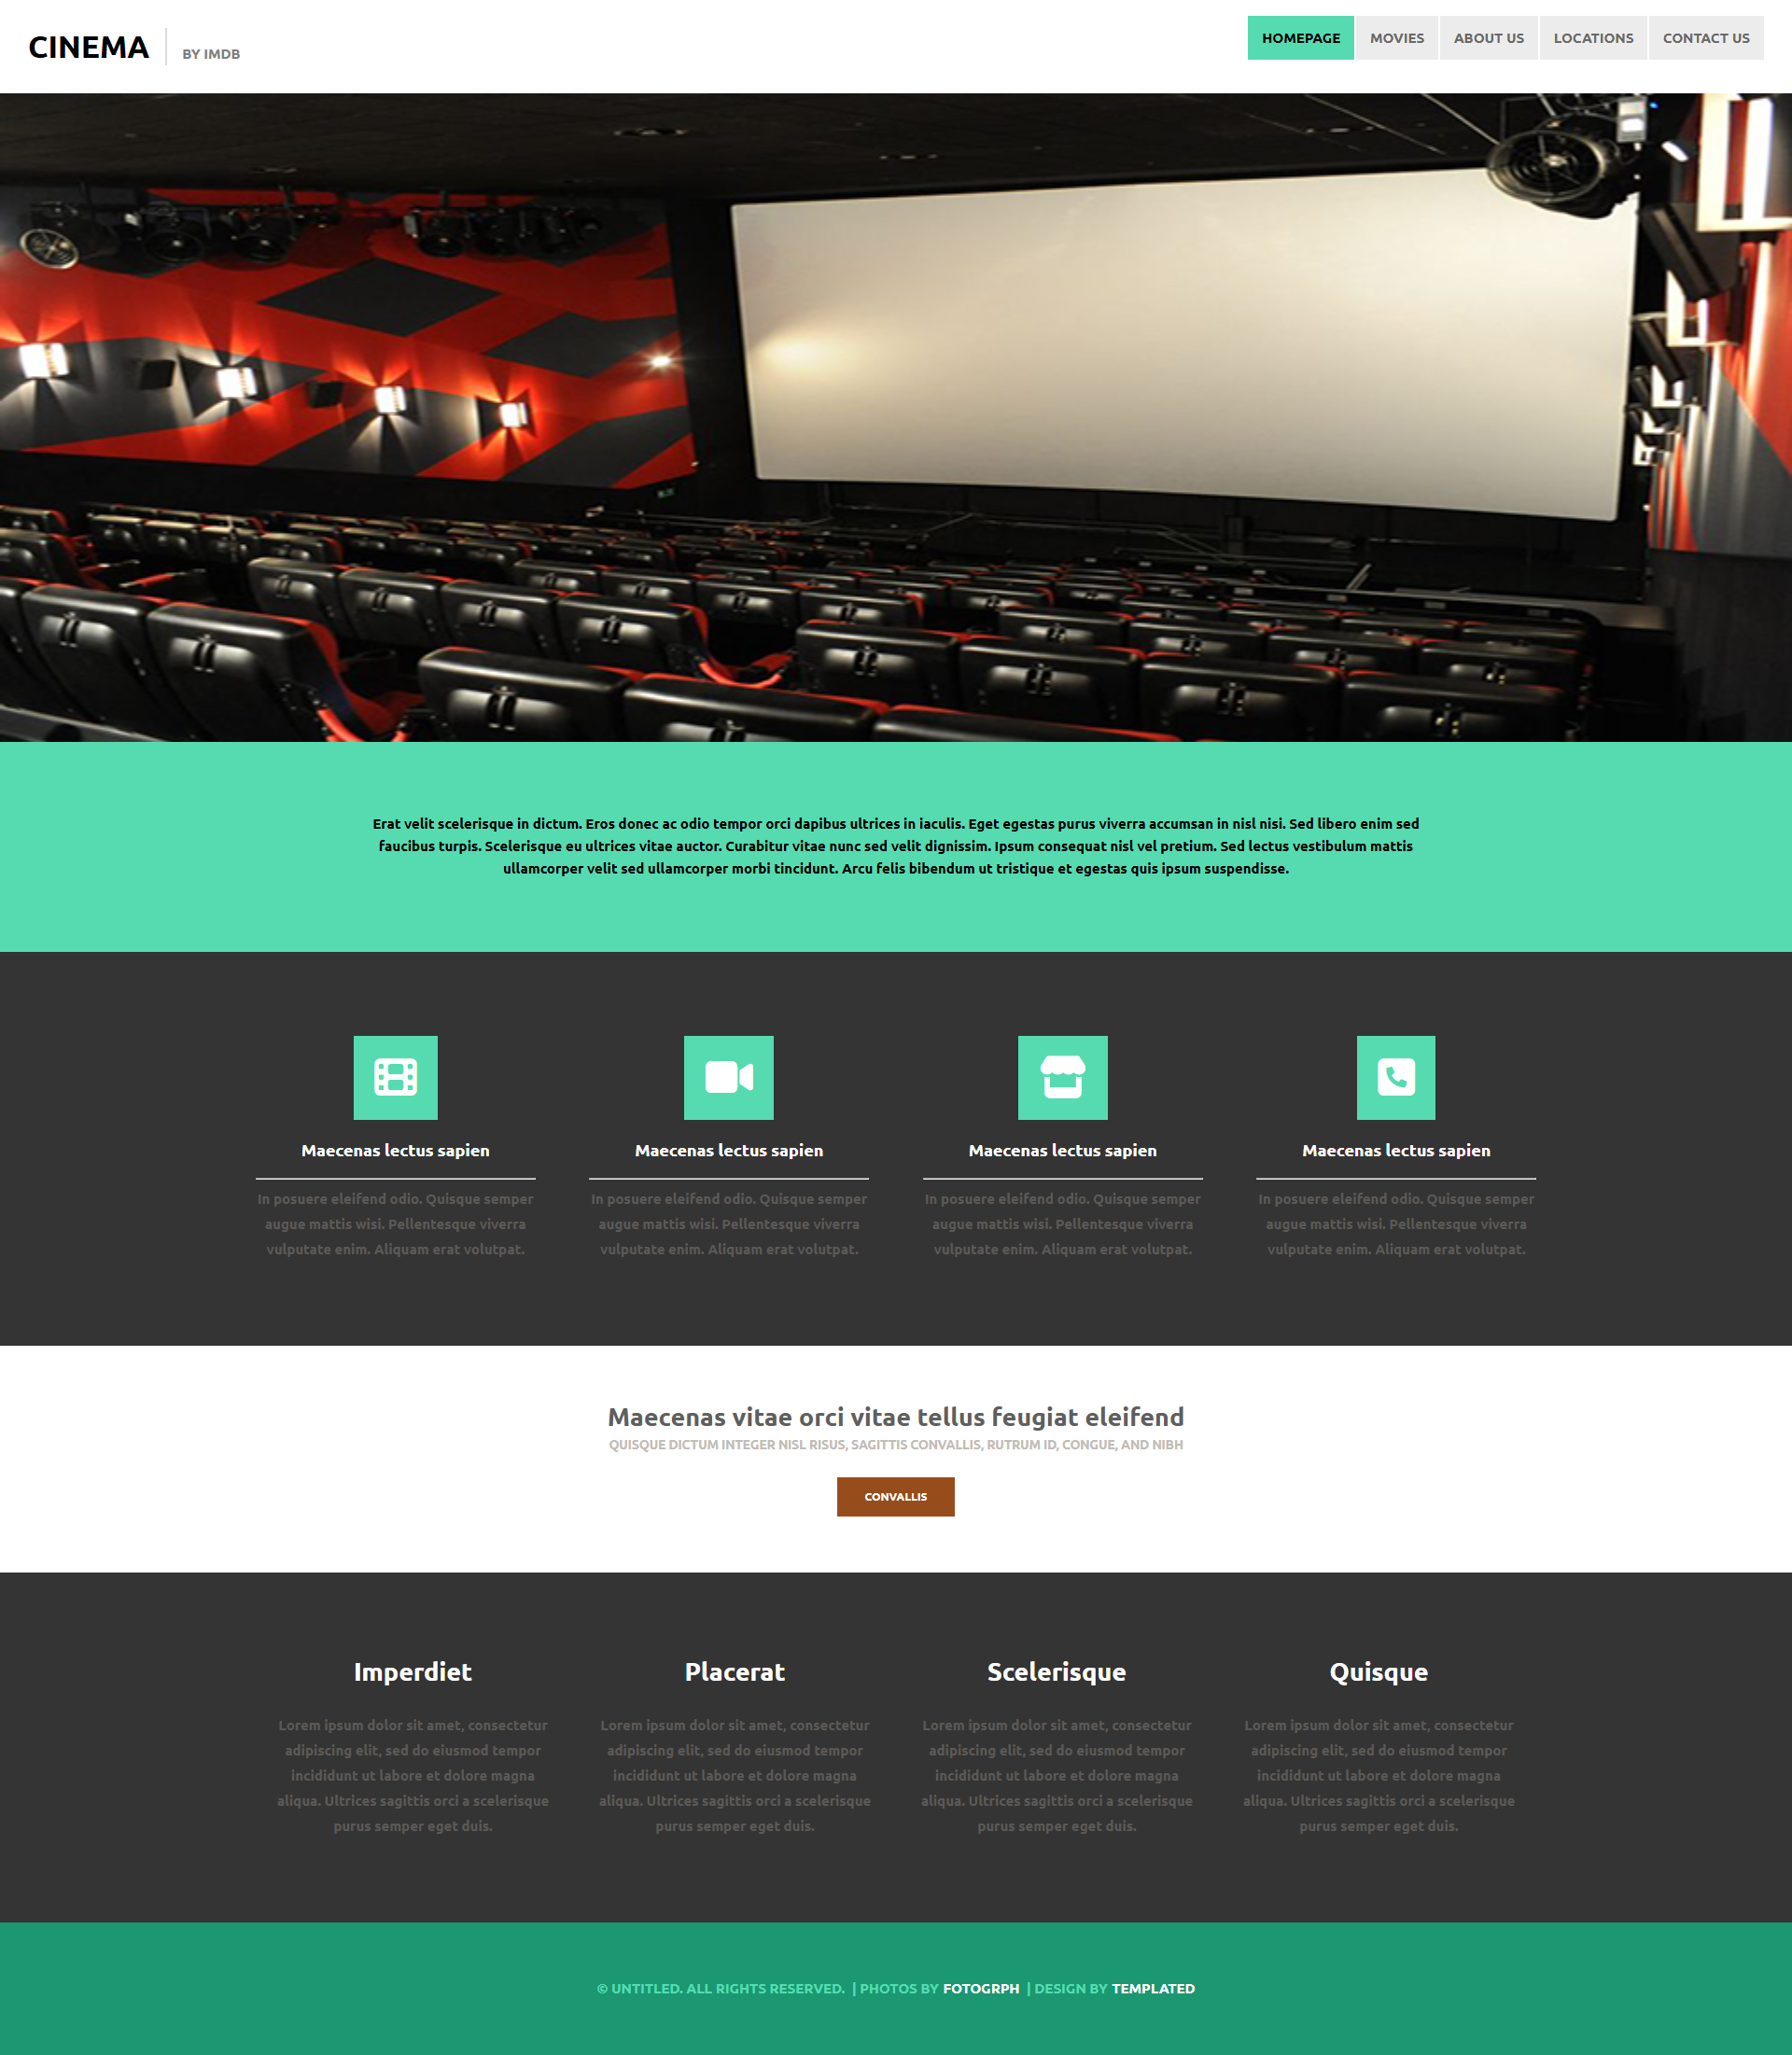 CINEMA
BY IMDB
HOMEPAGE
MOVIES
ABOUT US
LOCATIONS
CONTACT US
Erat velit scelerisque in dictum. Eros donec ac odio tempor orci dapibus ultrices in iaculis. Eget egestas purus viverra accumsan in nisl nisi. Sed libero enim sed
faucibus turpis. Scelerisque eu ultrices vitae auctor. Curabitur vitae nunc sed velit dignissim. Ipsum consequat nisl vel pretium. Sed lectus vestibulum mattis
ullamcorper velit sed ullamcorper morbi tincidunt. Arcu felis bibendum ut tristique et egestas quis ipsum suspendisse.
Maecenas lectus sapien
In posuere eleifend odio. Quisque semper
augue mattis wisi. Pellentesque viverra
vulputate enim. Aliquam erat volutpat.
Maecenas lectus sapien
In posuere eleifend odio. Quisque semper
augue mattis wisi. Pellentesque viverra
vulputate enim. Aliquam erat volutpat.
Maecenas lectus sapien
In posuere eleifend odio. Quisque semper
augue mattis wisi. Pellentesque viverra
vulputate enim. Aliquam erat volutpat.
Maecenas lectus sapien
In posuere eleifend odio. Quisque semper
augue mattis wisi. Pellentesque viverra
vulputate enim. Aliquam erat volutpat.
Maecenas vitae orci vitae tellus feugiat eleifend
QUISQUE DICTUM INTEGER NISL RISUS, SAGITTIS CONVALLIS, RUTRUM ID, CONGUE, AND NIBH
CONVALLIS
Imperdiet
Lorem ipsum dolor sit amet, consectetur
adipiscing elit, sed do eiusmod tempor
incididunt ut labore et dolore magna
aliqua. Ultrices sagittis orci a scelerisque
purus semper eget duis.
Placerat
Lorem ipsum dolor sit amet, consectetur
adipiscing elit, sed do eiusmod tempor
incididunt ut labore et dolore magna
aliqua. Ultrices sagittis orci a scelerisque
purus semper eget duis.
Scelerisque
Lorem ipsum dolor sit amet, consectetur
adipiscing elit, sed do eiusmod tempor
incididunt ut labore et dolore magna
aliqua. Ultrices sagittis orci a scelerisque
purus semper eget duis.
Quisque
Lorem ipsum dolor sit amet, consectetur
adipiscing elit, sed do eiusmod tempor
incididunt ut labore et dolore magna
aliqua. Ultrices sagittis orci a scelerisque
purus semper eget duis.
© UNTITLED. ALL RIGHTS RESERVED. | PHOTOS BY FOTOGRPH | DESIGN BY TEMPLATED